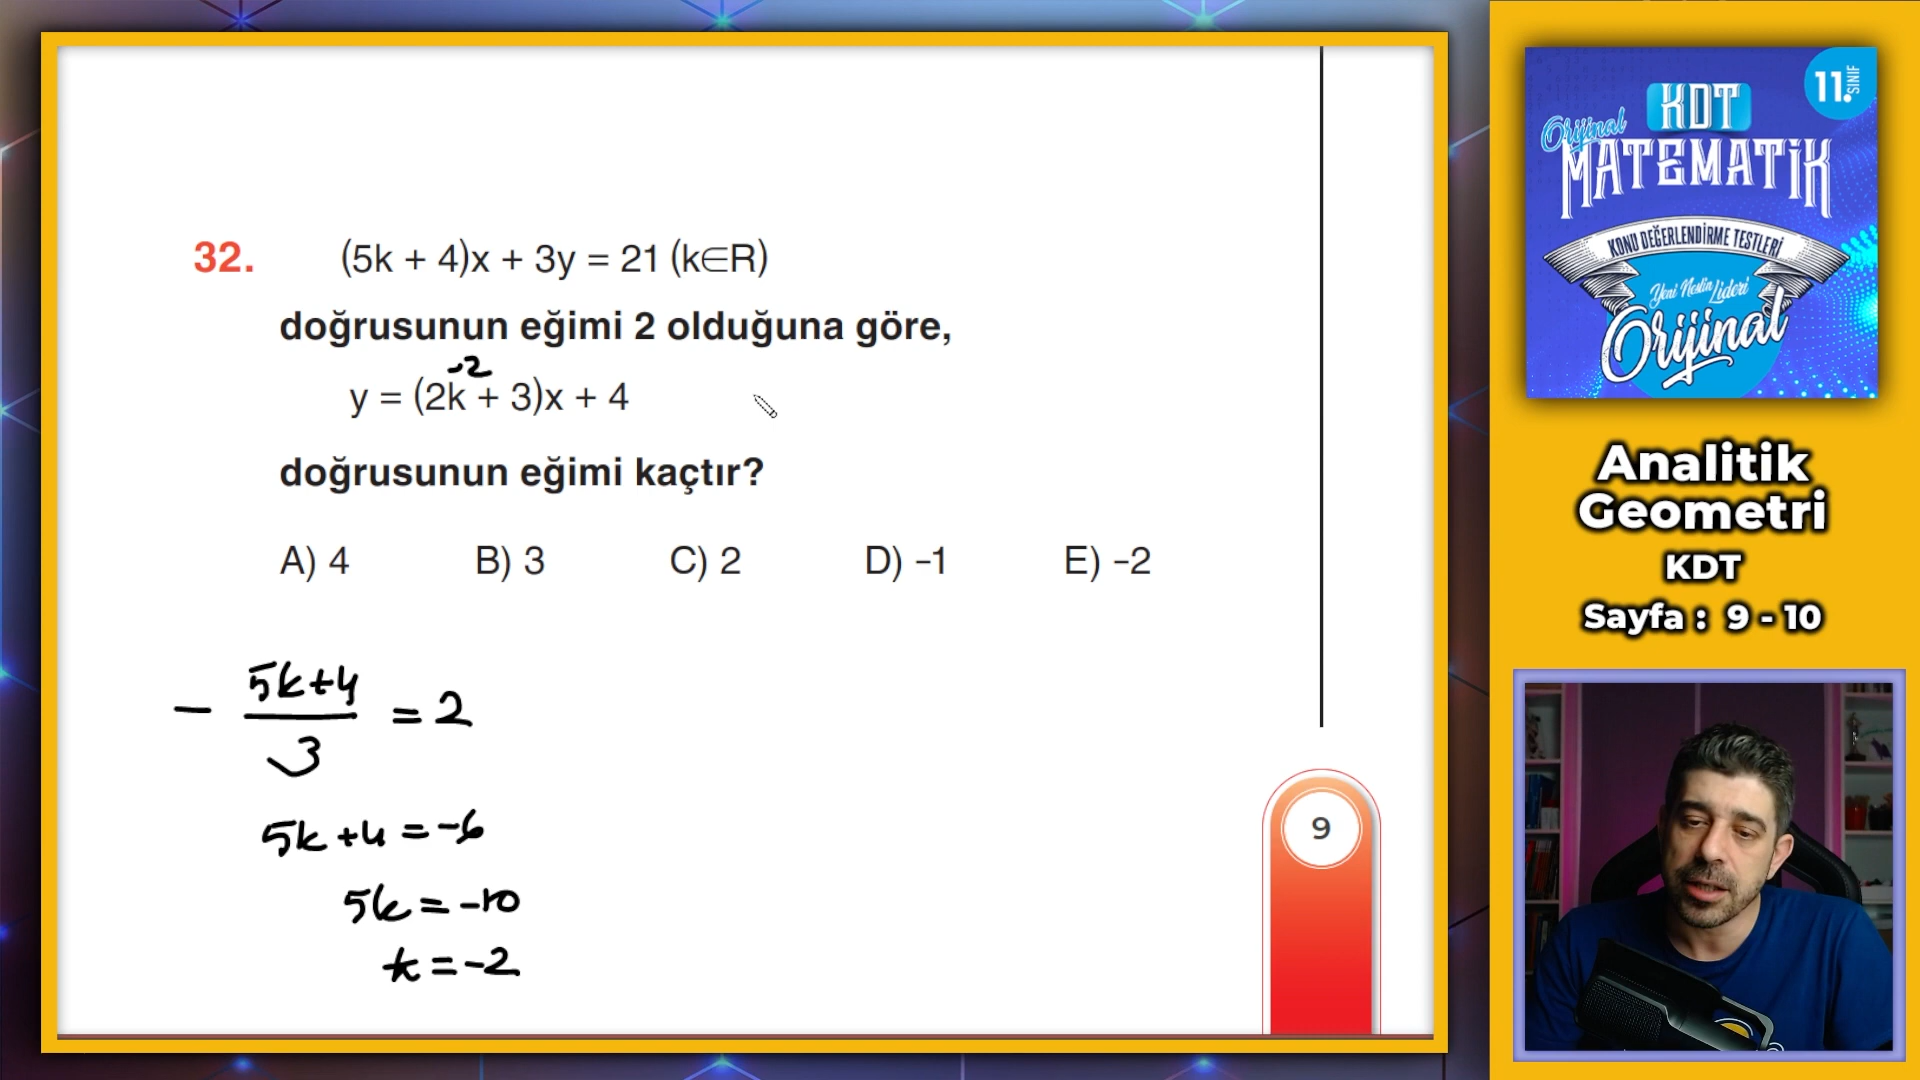 32. (5k + 4)x + 3y = 21 (k∈R)
doğrusunun eğimi 2 olduğuna göre,
-2
y = (2k + 3)x + 4
doğrusunun eğimi kaçtır?
A) 4 B) 3 C) 2 D) -1 E) -2
- 5k+4 = 2
3
5k+4 = -6
5k = -10
k = -2
9
11. SINIF
KDT
Orijinal
MATEMATİK
KONU DEĞERLENDİRME TESTLERİ
Yeni Neslin Lideri
Orijinal
Analitik
Geometri
KDT
Sayfa : 9 - 10